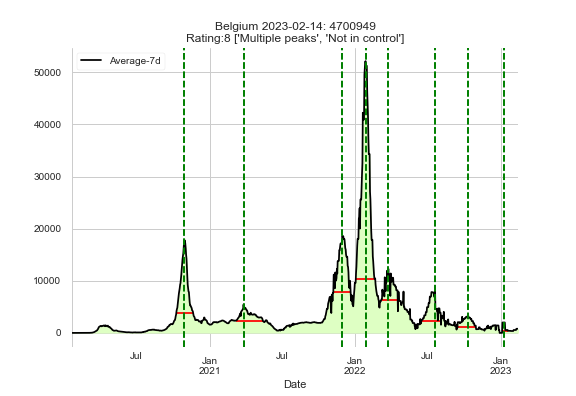 Belgium 2023-02-14: 4700949
Rating:8 ['Multiple peaks', 'Not in control']
Average-7d
50000
40000
30000
20000
10000
0
Jul
Jan
2021
Jul
Jan
2022
Jul
Jan
2023
Date